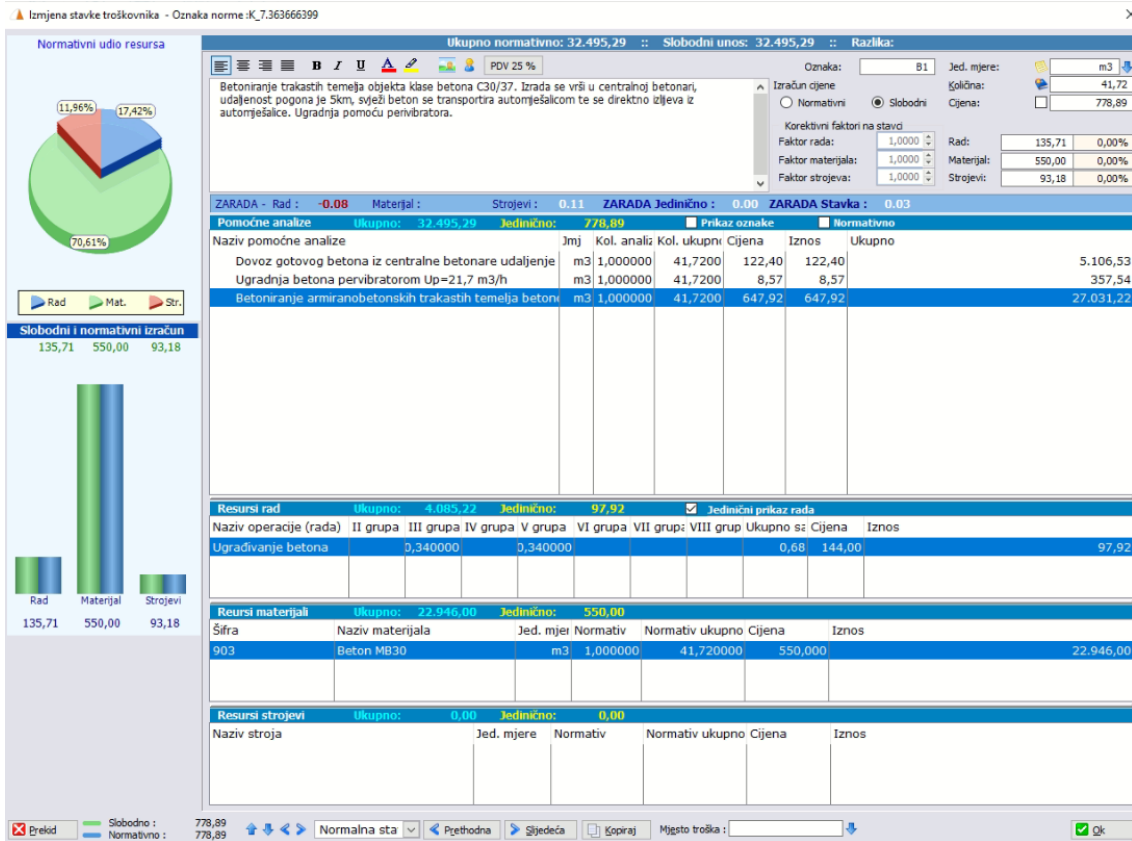 Izmjena stavke troškovnika - Oznaka norme :K_7.363666399
Normativni udio resursa
11,96%
17,42%
70,61%
Rad Mat. Str.
Slobodni i normativni izračun
135,71 550,00 93,18
Rad Materijal Strojevi
135,71 550,00 93,18
Ukupno normativno: 32.495,29 :: Slobodni unos: 32.495,29 :: Razlika:
B I U A PDV 25 %
Betoniranje trakastih temelja objekta klase betona C30/37. Izrada se vrši u centralnoj betonari,
udaljenost pogona je 5km, svježi beton se transportira automješalicom te se direktno izljeva iz
automješalice. Ugradnja pomoću perivibratora.
Oznaka: B1 Jed. mjere: m3
Izračun cijene Količina: 41,72
Normativni Slobodni Cijena: 778,89
Korektivni faktori na stavci
Faktor rada: 1,0000 Rad: 135,71 0,00%
Faktor materijala: 1,0000 Materijal: 550,00 0,00%
Faktor strojeva: 1,0000 Strojevi: 93,18 0,00%
ZARADA - Rad : -0.08 Materjal : Strojevi : 0.11 ZARADA Jedinično : 0.00 ZARADA Stavka : 0.03
Pomoćne analize Ukupno: 32.495,29 Jedinično: 778,89 Prikaz oznake Normativno
Naziv pomoćne analize Jmj Kol. analiz Kol. ukupno Cijena Iznos Ukupno
Dovoz gotovog betona iz centralne betonare udaljenje m3 1,000000 41,7200 122,40 122,40 5.106,53
Ugradnja betona pervibratorom Up=21,7 m3/h m3 1,000000 41,7200 8,57 8,57 357,54
Betoniranje armiranobetonskih trakastih temelja beton m3 1,000000 41,7200 647,92 647,92 27.031,22
Resursi rad Ukupno: 4.085,22 Jedinično: 97,92 Jedinični prikaz rada
Naziv operacije (rada) II grupa III grupa IV grupa V grupa VI grupa VII grupa VIII grup Ukupno sa Cijena Iznos
Ugrađivanje betona 0,340000 0,340000 0,68 144,00 97,92
Reursi materijali Ukupno: 22.946,00 Jedinično: 550,00
Šifra Naziv materijala Jed. mjer Normativ Normativ ukupno Cijena Iznos
903 Beton MB30 m3 1,000000 41,720000 550,000 22.946,00
Resursi strojevi Ukupno: 0,00 Jedinično: 0,00
Naziv stroja Jed. mjere Normativ Normativ ukupno Cijena Iznos
Prekid Slobodno : 778,89 Normalna sta Prethodna Slijedeća Kopiraj Mjesto troška : Ok
Normativno : 778,89